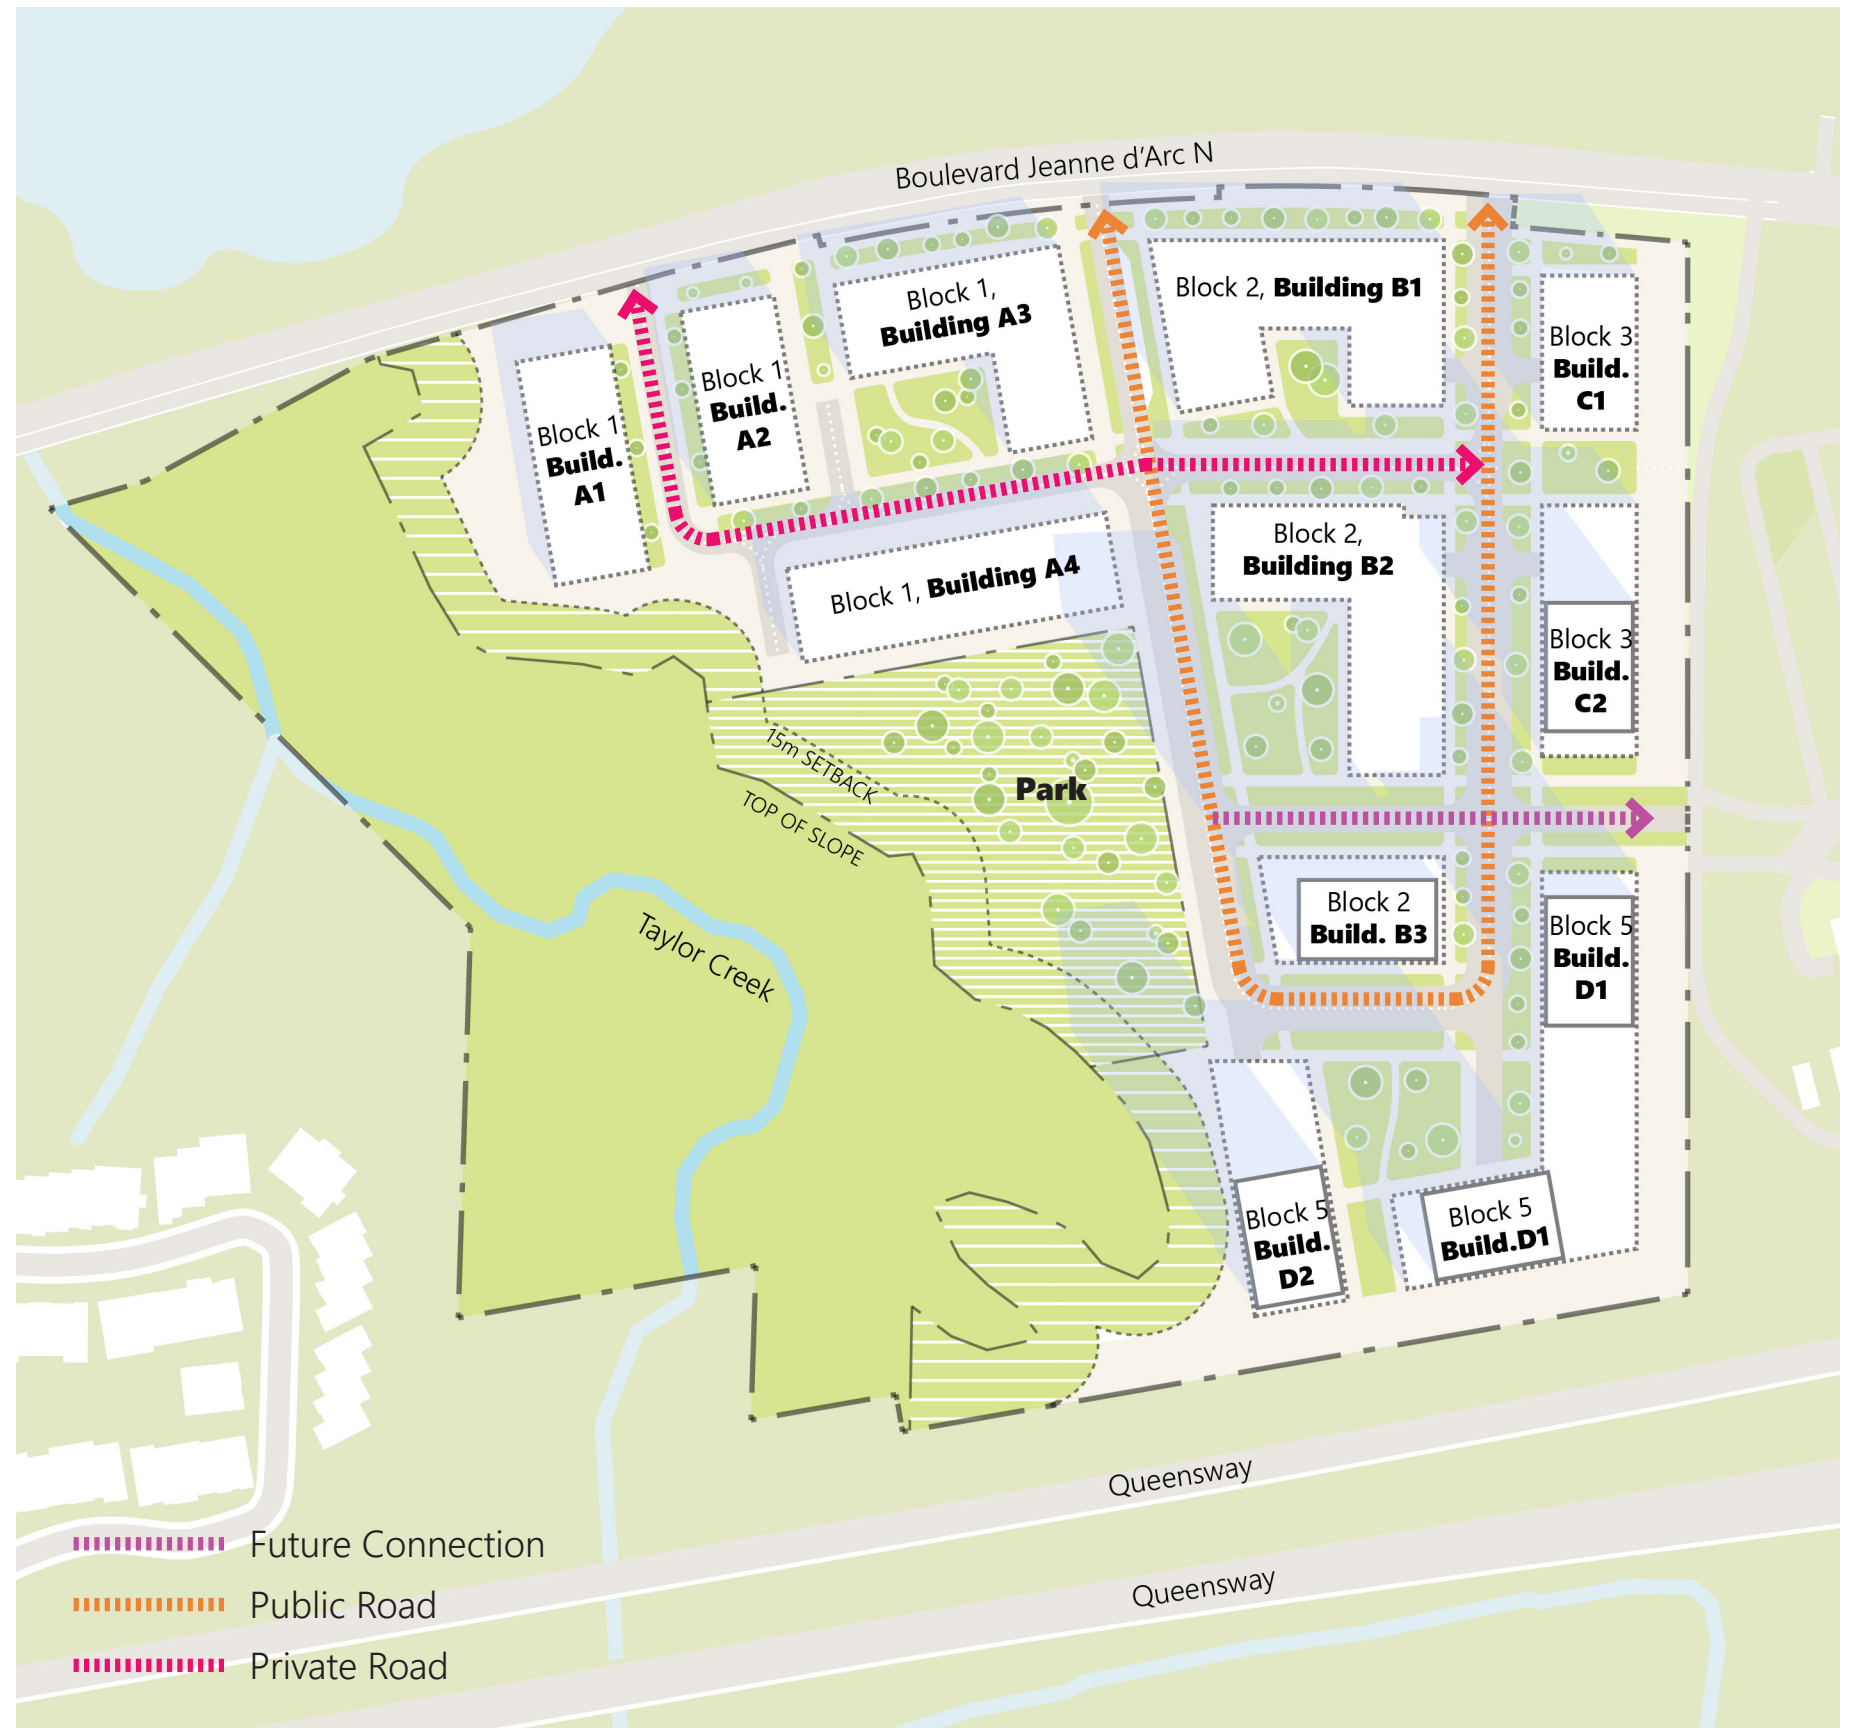 Boulevard Jeanne d'Arc N
Block 1,
Building A3
Block 2, Building B1
Block 3
Build.
C1
Block 1
Build.
A2
Block 1
Build.
A1
Block 2,
Building B2
Block 1, Building A4
Block 3
Build.
C2
15m SETBACK
TOP OF SLOPE
Park
Block 2
Build. B3
Block 5
Build.
D1
Taylor Creek
Block 5
Build.
D2
Block 5
Build.D1
Queensway
Queensway
Future Connection
Public Road
Private Road